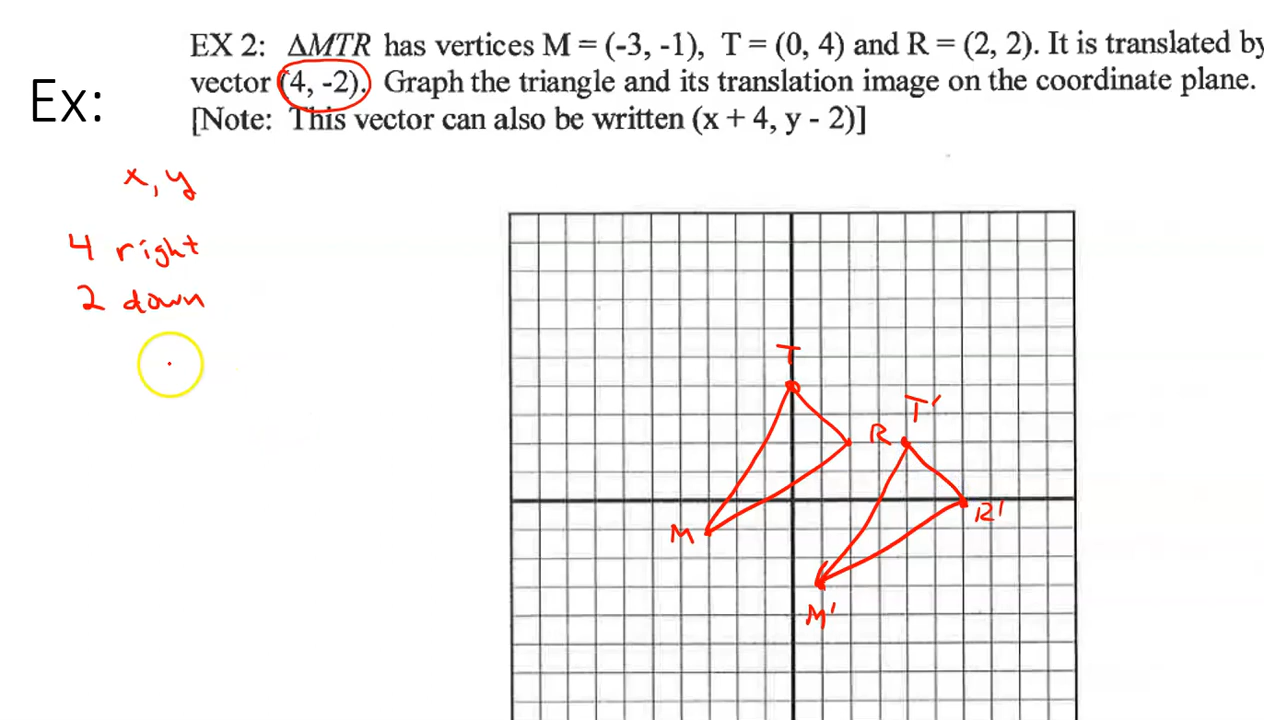 EX 2: ΔMTR has vertices M = (-3, -1), T = (0, 4) and R = (2, 2). It is translated by
vector (4, -2). Graph the triangle and its translation image on the coordinate plane.
Ex:
[Note: This vector can also be written (x + 4, y - 2)]
x, y
4 right
2 down
T
T'
R
R'
M
M'